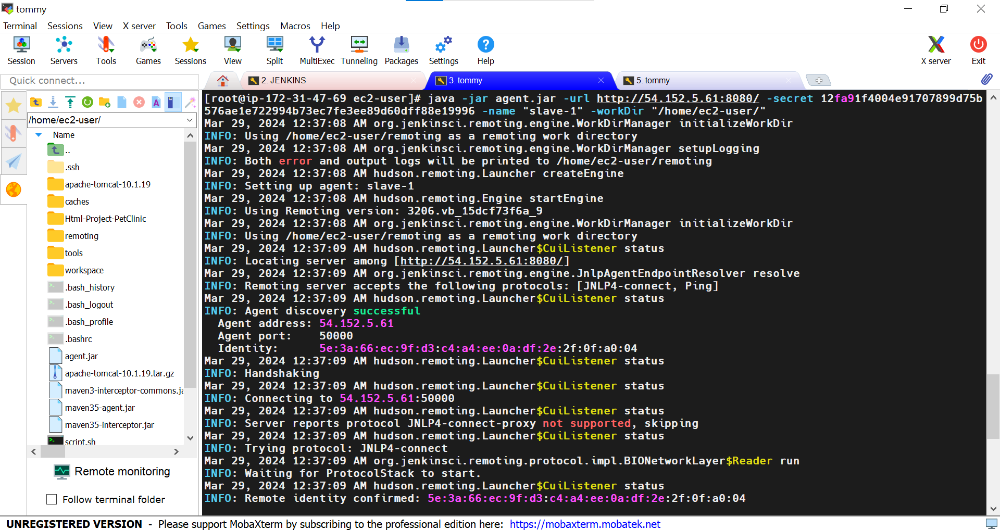 tommy
Terminal Sessions View X server Tools Games Settings Macros Help
Session Servers Tools Games Sessions View Split MultiExec Tunneling Packages Settings Help X server Exit
Quick connect...
2. JENKINS
3. tommy
5. tommy
/home/ec2-user/
Name
..
.ssh
apache-tomcat-10.1.19
caches
Html-Project-PetClinic
remoting
tools
workspace
.bash_history
.bash_logout
.bash_profile
.bashrc
agent.jar
apache-tomcat-10.1.19.tar.gz
maven3-interceptor-commons.ja
maven35-agent.jar
maven35-interceptor.jar
script.sh
Remote monitoring
Follow terminal folder
[root@ip-172-31-47-69 ec2-user]# java -jar agent.jar -url http://54.152.5.61:8080/ -secret 12fa91f4004e91707899d75b
576ae1e722994b73ec7fe3ee89d60dff88e19996 -name "slave-1" -workDir "/home/ec2-user/"
Mar 29, 2024 12:37:08 AM org.jenkinsci.remoting.engine.WorkDirManager initializeWorkDir
INFO: Using /home/ec2-user/remoting as a remoting work directory
Mar 29, 2024 12:37:08 AM org.jenkinsci.remoting.engine.WorkDirManager setupLogging
INFO: Both error and output logs will be printed to /home/ec2-user/remoting
Mar 29, 2024 12:37:08 AM hudson.remoting.Launcher createEngine
INFO: Setting up agent: slave-1
Mar 29, 2024 12:37:08 AM hudson.remoting.Engine startEngine
INFO: Using Remoting version: 3206.vb_15dcf73f6a_9
Mar 29, 2024 12:37:08 AM org.jenkinsci.remoting.engine.WorkDirManager initializeWorkDir
INFO: Using /home/ec2-user/remoting as a remoting work directory
Mar 29, 2024 12:37:08 AM hudson.remoting.Launcher$CuiListener status
INFO: Locating server among [http://54.152.5.61:8080/]
Mar 29, 2024 12:37:09 AM org.jenkinsci.remoting.engine.JnlpAgentEndpointResolver resolve
INFO: Remoting server accepts the following protocols: [JNLP4-connect, Ping]
Mar 29, 2024 12:37:09 AM hudson.remoting.Launcher$CuiListener status
INFO: Agent discovery successful
Agent address: 54.152.5.61
Agent port: 50000
Identity: 5e:3a:66:ec:9f:d3:c4:a4:ee:0a:df:2e:2f:0f:a0:04
Mar 29, 2024 12:37:09 AM hudson.remoting.Launcher$CuiListener status
INFO: Handshaking
Mar 29, 2024 12:37:09 AM hudson.remoting.Launcher$CuiListener status
INFO: Connecting to 54.152.5.61:50000
Mar 29, 2024 12:37:09 AM hudson.remoting.Launcher$CuiListener status
INFO: Server reports protocol JNLP4-connect-proxy not supported, skipping
Mar 29, 2024 12:37:09 AM hudson.remoting.Launcher$CuiListener status
INFO: Trying protocol: JNLP4-connect
Mar 29, 2024 12:37:09 AM org.jenkinsci.remoting.protocol.impl.BIONetworkLayer$Reader run
INFO: Waiting for ProtocolStack to start.
Mar 29, 2024 12:37:09 AM hudson.remoting.Launcher$CuiListener status
INFO: Remote identity confirmed: 5e:3a:66:ec:9f:d3:c4:a4:ee:0a:df:2e:2f:0f:a0:04
UNREGISTERED VERSION - Please support MobaXterm by subscribing to the professional edition here: https://mobaxterm.mobatek.net